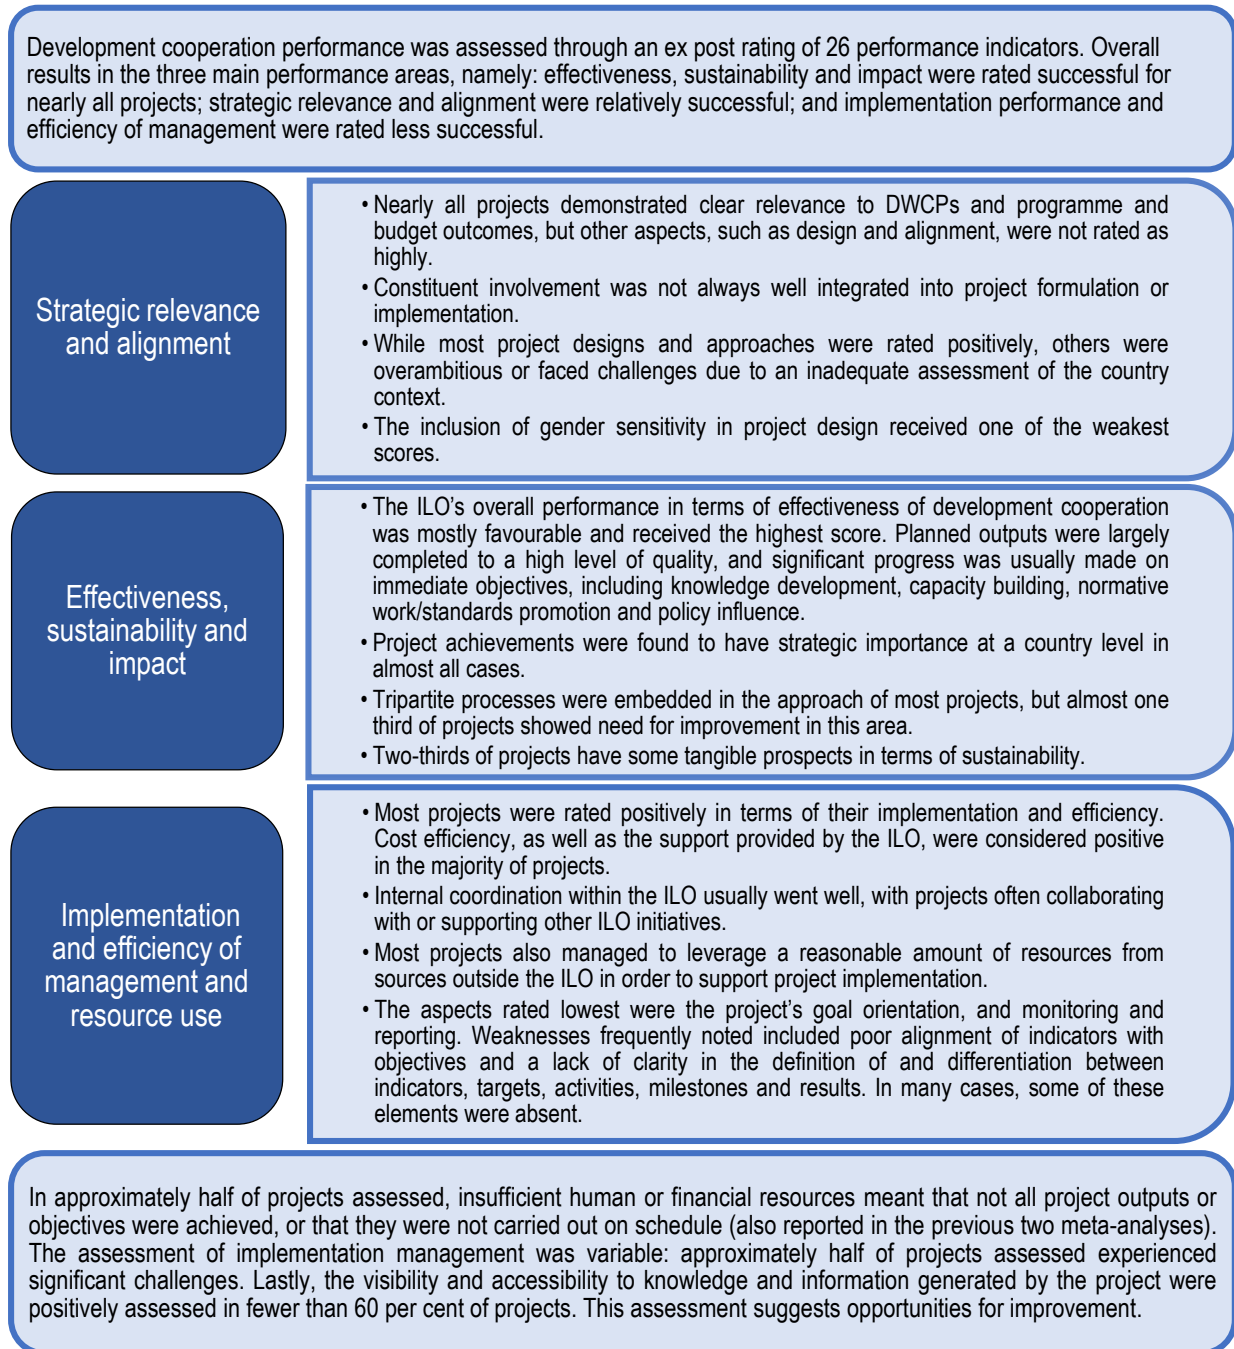 Development cooperation performance was assessed through an ex post rating of 26 performance indicators. Overall
results in the three main performance areas, namely: effectiveness, sustainability and impact were rated successful for
nearly all projects; strategic relevance and alignment were relatively successful; and implementation performance and
efficiency of management were rated less successful.
Strategic relevance
and alignment
• Nearly all projects demonstrated clear relevance to DWCPs and programme and
budget outcomes, but other aspects, such as design and alignment, were not rated as
highly.
• Constituent involvement was not always well integrated into project formulation or
implementation.
• While most project designs and approaches were rated positively, others were
overambitious or faced challenges due to an inadequate assessment of the country
context.
• The inclusion of gender sensitivity in project design received one of the weakest
scores.
Effectiveness,
sustainability and
impact
• The ILO's overall performance in terms of effectiveness of development cooperation
was mostly favourable and received the highest score. Planned outputs were largely
completed to a high level of quality, and significant progress was usually made on
immediate objectives, including knowledge development, capacity building, normative
work/standards promotion and policy influence.
• Project achievements were found to have strategic importance at a country level in
almost all cases.
• Tripartite processes were embedded in the approach of most projects, but almost one
third of projects showed need for improvement in this area.
• Two-thirds of projects have some tangible prospects in terms of sustainability.
Implementation
and efficiency of
management and
resource use
• Most projects were rated positively in terms of their implementation and efficiency.
Cost efficiency, as well as the support provided by the ILO, were considered positive
in the majority of projects.
• Internal coordination within the ILO usually went well, with projects often collaborating
with or supporting other ILO initiatives.
• Most projects also managed to leverage a reasonable amount of resources from
sources outside the ILO in order to support project implementation.
• The aspects rated lowest were the project's goal orientation, and monitoring and
reporting. Weaknesses frequently noted included poor alignment of indicators with
objectives and a lack of clarity in the definition of and differentiation between
indicators, targets, activities, milestones and results. In many cases, some of these
elements were absent.
In approximately half of projects assessed, insufficient human or financial resources meant that not all project outputs or
objectives were achieved, or that they were not carried out on schedule (also reported in the previous two meta-analyses).
The assessment of implementation management was variable: approximately half of projects assessed experienced
significant challenges. Lastly, the visibility and accessibility to knowledge and information generated by the project were
positively assessed in fewer than 60 per cent of projects. This assessment suggests opportunities for improvement.